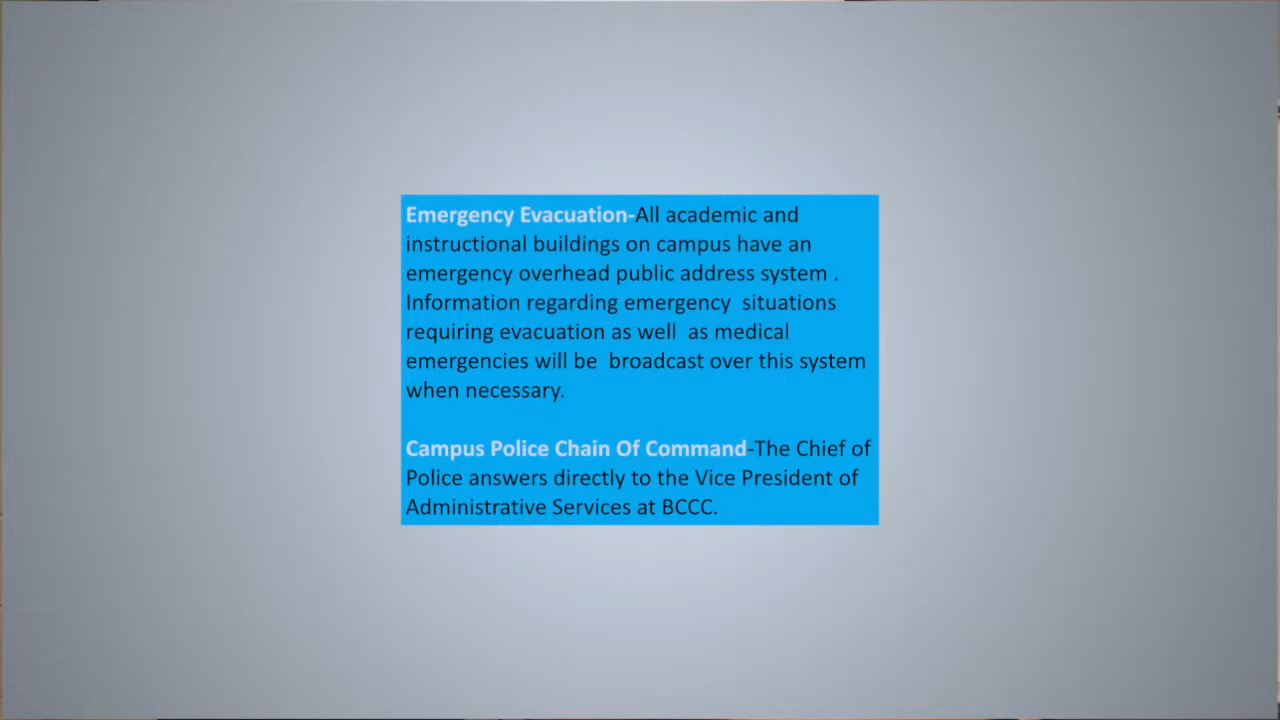 Emergency Evacuation-All academic and
instructional buildings on campus have an
emergency overhead public address system .
Information regarding emergency  situations
requiring evacuation as well  as medical
emergencies will be  broadcast over this system
when necessary.
Campus Police Chain Of Command-The Chief of
Police answers directly to the Vice President of
Administrative Services at BCCC.